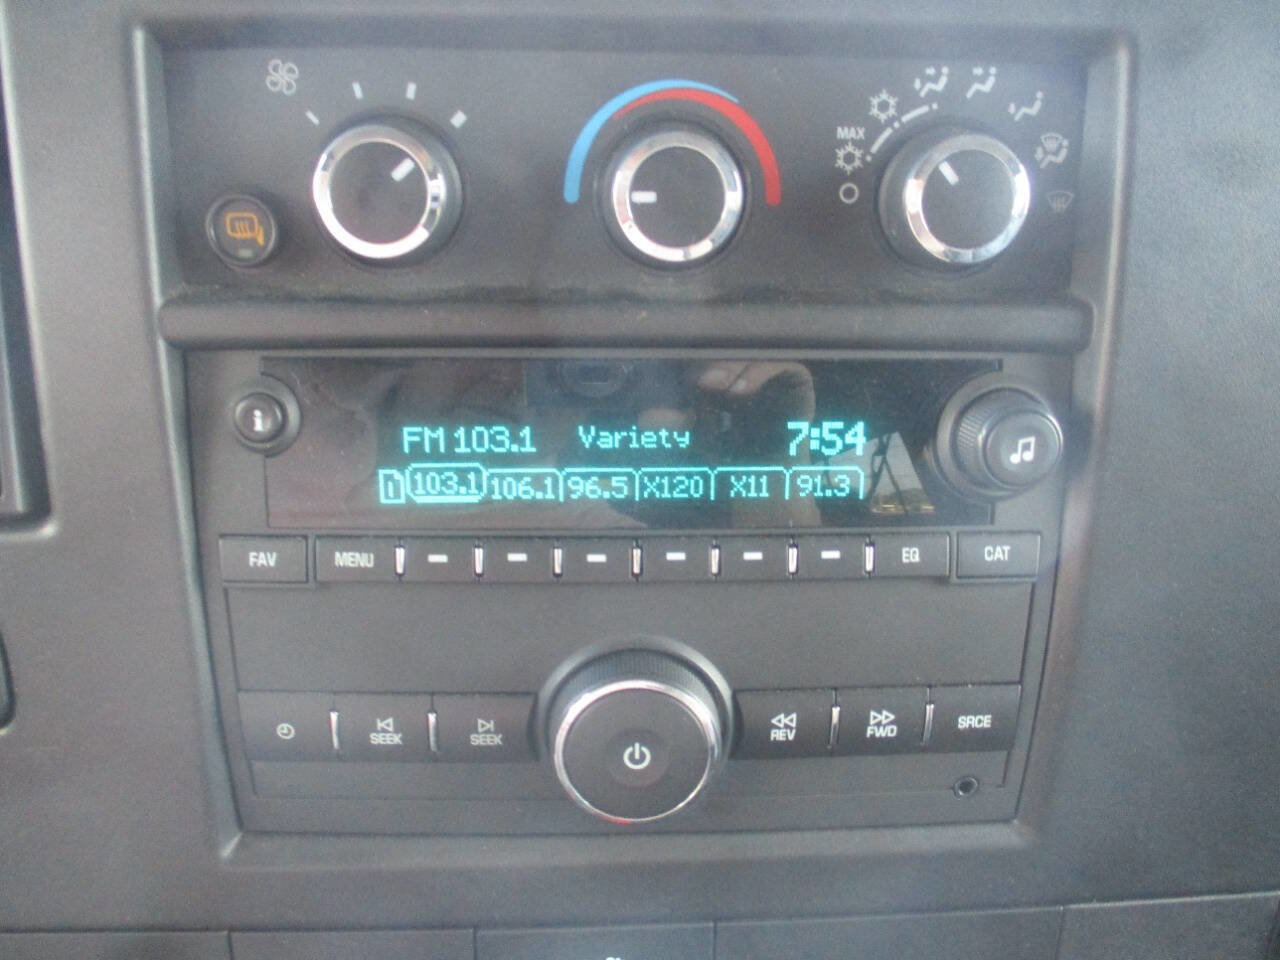 MAX
i
FM 103.1 Variety 7:54
1 103.1 106.1 96.5 X120 X11 91.3
FAV MENU EQ CAT
SEEK SEEK REV FWD SRCE